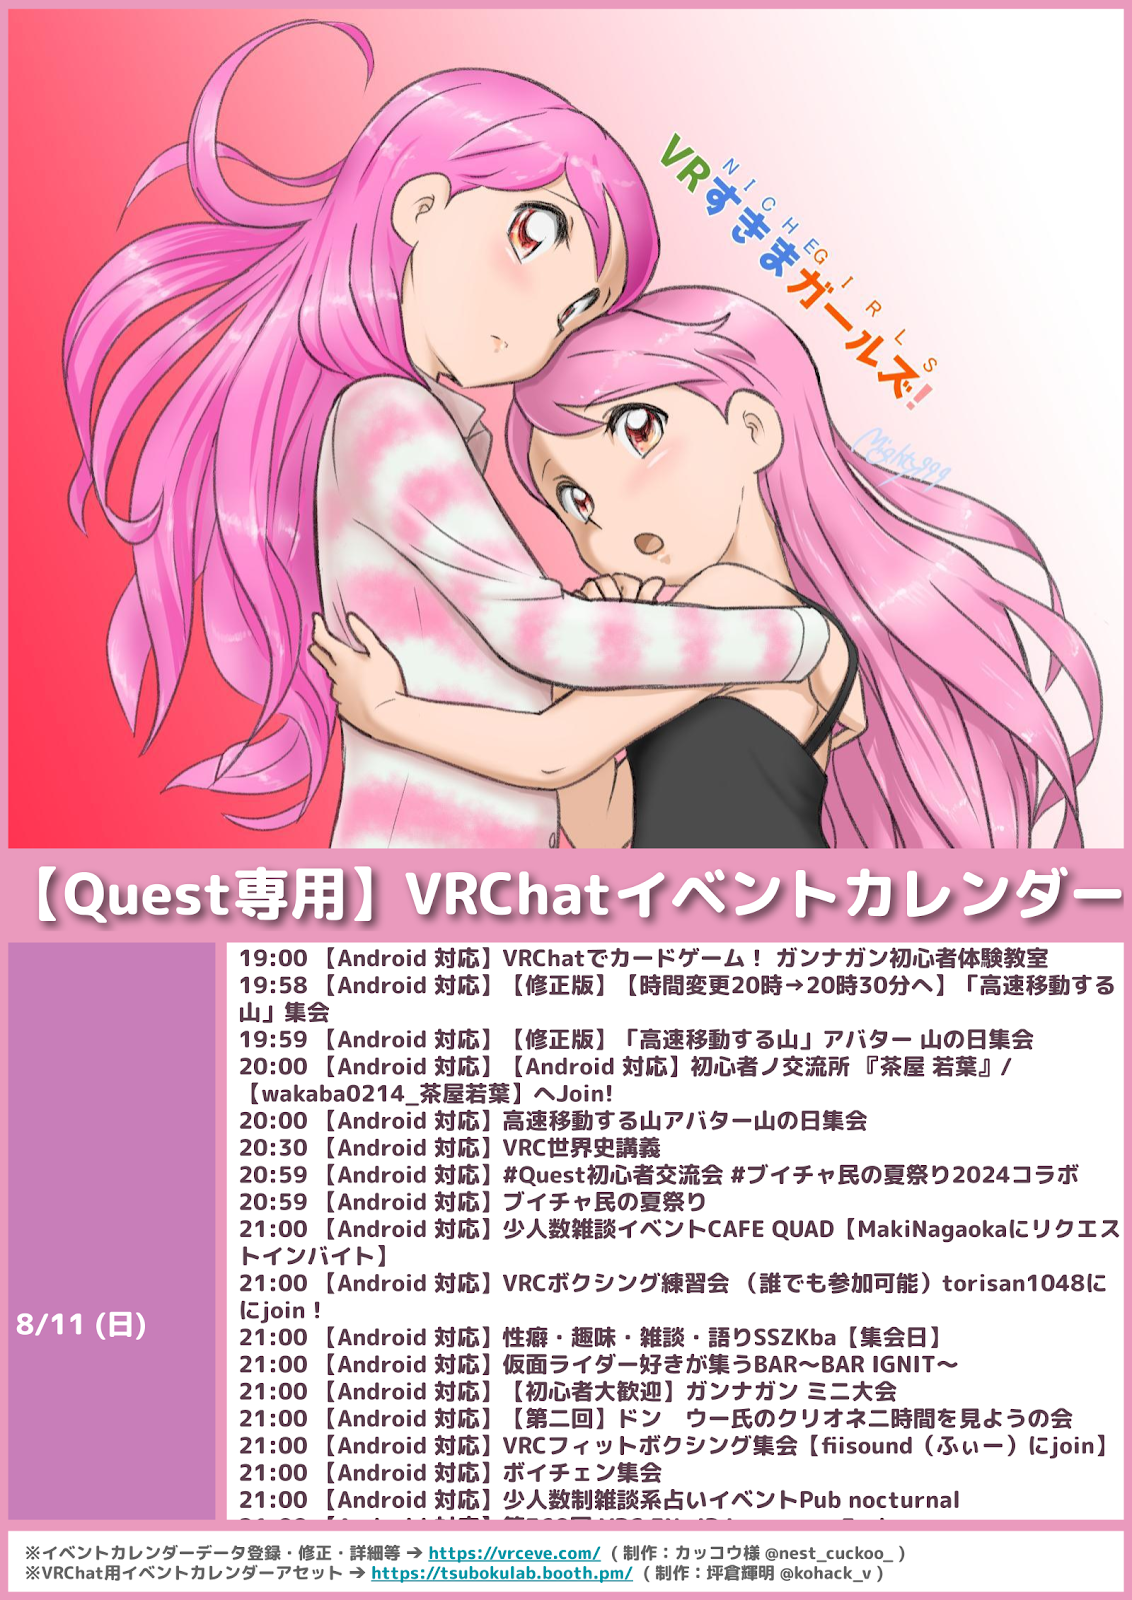 NICHE GIRLS
VRすきまガールズ!
Mighty999
【Quest専用】VRChatイベントカレンダー
8/11 (日)
19:00 【Android 対応】VRChatでカードゲーム! ガンナガン初心者体験教室
19:58 【Android 対応】【修正版】【時間変更20時→20時30分へ】「高速移動する
山」集会
19:59 【Android 対応】【修正版】「高速移動する山」アバター 山の日集会
20:00 【Android 対応】【Android 対応】初心者ノ交流所 『茶屋 若葉』/
【wakaba0214_茶屋若葉】へJoin!
20:00 【Android 対応】高速移動する山アバター山の日集会
20:30 【Android 対応】VRC世界史講義
20:59 【Android 対応】#Quest初心者交流会 #ブイチャ民の夏祭り2024コラボ
20:59 【Android 対応】ブイチャ民の夏祭り
21:00 【Android 対応】少人数雑談イベントCAFE QUAD【MakiNagaokaにリクエス
トインバイト】
21:00 【Android 対応】VRCボクシング練習会 (誰でも参加可能)torisan1048に
にjoin!
21:00 【Android 対応】性癖・趣味・雑談・語りSSZKba【集会日】
21:00 【Android 対応】仮面ライダー好きが集うBAR〜BAR IGNIT〜
21:00 【Android 対応】【初心者大歓迎】ガンナガン ミニ大会
21:00 【Android 対応】【第二回】ドン　ウー氏のクリオネ二時間を見ようの会
21:00 【Android 対応】VRCフィットボクシング集会【fiisound(ふぃー)にjoin】
21:00 【Android 対応】ボイチェン集会
21:00 【Android 対応】少人数制雑談系占いイベントPub nocturnal
※イベントカレンダーデータ登録・修正・詳細等 → https://vrceve.com/ (制作:カッコウ様 @nest_cuckoo_ )
※VRChat用イベントカレンダーアセット → https://tsubokulab.booth.pm/ (制作:坪倉輝明 @kohack_v )